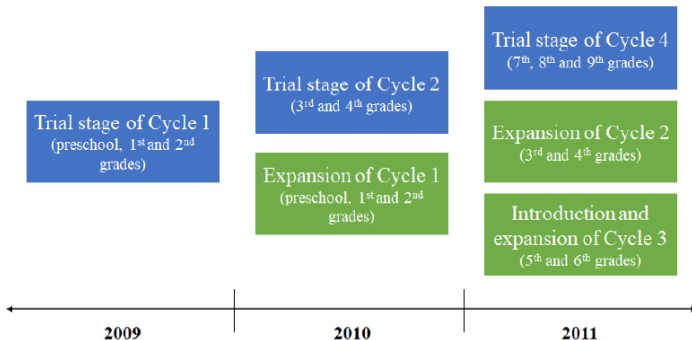 Trial stage of Cycle 1
(preschool, 1st and 2nd
grades)
Trial stage of Cycle 2
(3rd and 4th grades)
Expansion of Cycle 1
(preschool, 1st and 2nd
grades)
Trial stage of Cycle 4
(7th, 8th and 9th grades)
Expansion of Cycle 2
(3rd and 4th grades)
Introduction and
expansion of Cycle 3
(5th and 6th grades)
2009
2010
2011